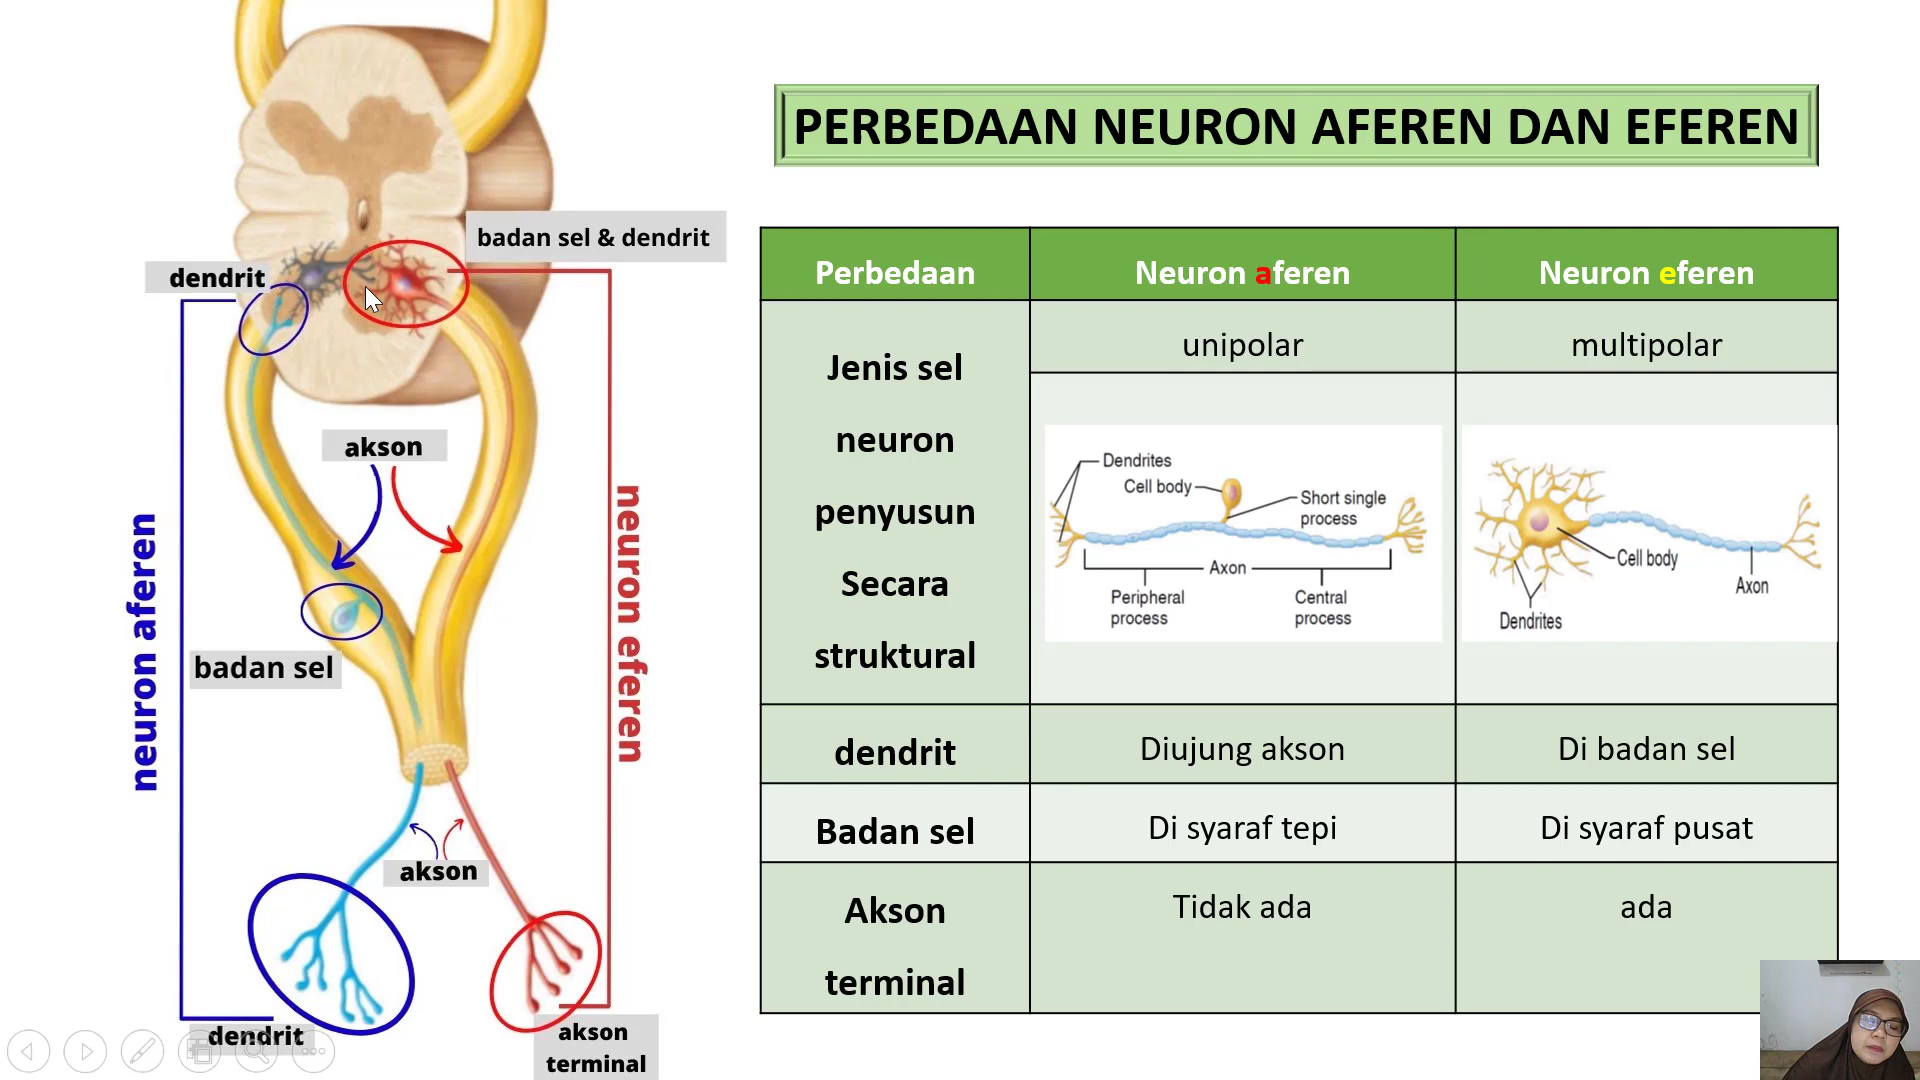 PERBEDAAN NEURON AFEREN DAN EFEREN
badan sel & dendrit
dendrit
akson
neuron aferen
neuron eferen
badan sel
akson
dendrit
akson
terminal
Perbedaan
Neuron aferen
Neuron eferen
Jenis sel
neuron
penyusun
Secara
struktural
unipolar
multipolar
Dendrites
Cell body
Short single
process
Axon
Peripheral
process
Central
process
Cell body
Axon
Dendrites
dendrit
Diujung akson
Di badan sel
Badan sel
Di syaraf tepi
Di syaraf pusat
Akson
terminal
Tidak ada
ada